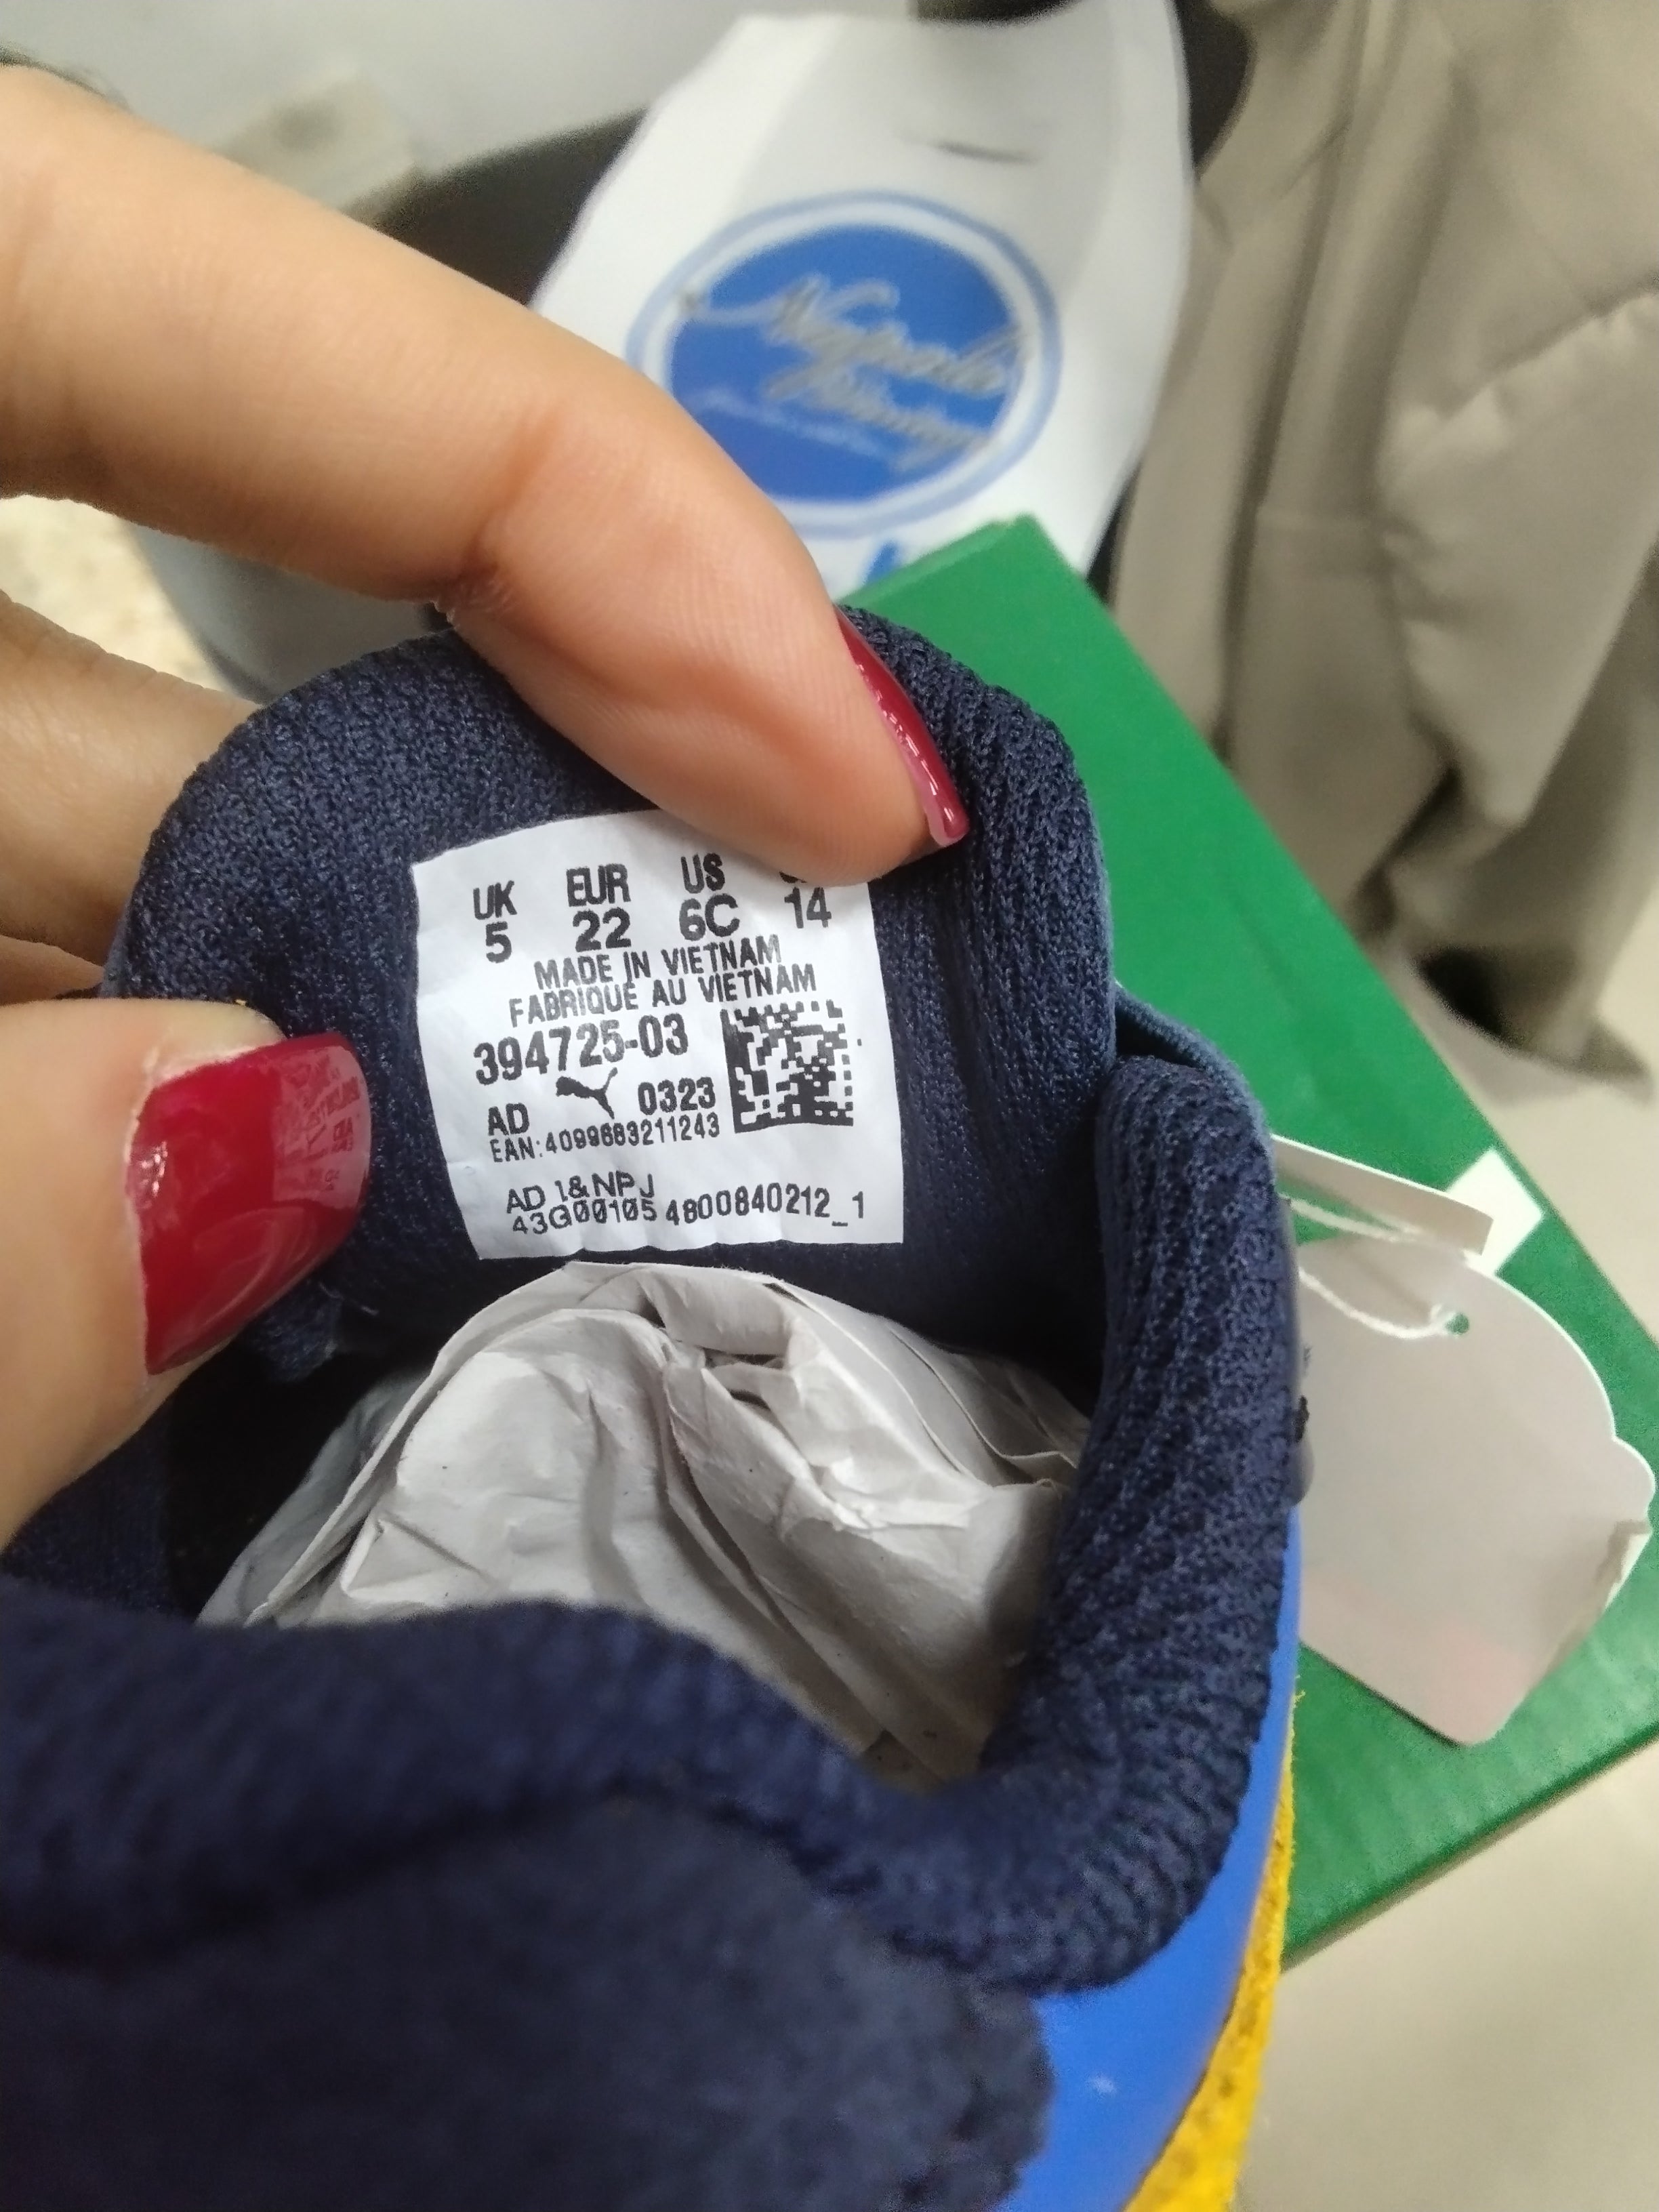 UK EUR US
5 22 6C 14
MADE IN VIETNAM
FABRIQUE AU VIETNAM
394725-03
AD 0323
EAN:4099683211243
AD 1&NPJ
43G00105 4800840212_1